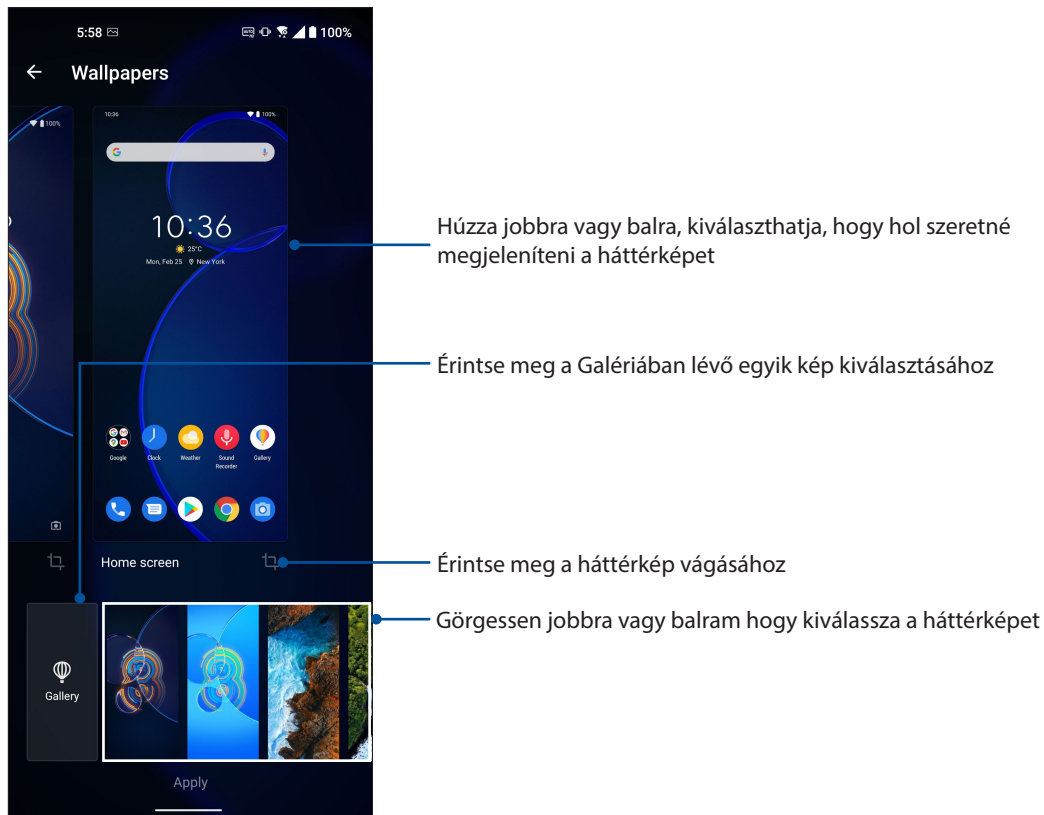 5:58 100%
Wallpapers
100%
10:36 100%
G
10:36
25°C
Mon, Feb 25 New York
Húzza jobbra vagy balra, kiválaszthatja, hogy hol szeretné
megjeleníteni a háttérképet
Érintse meg a Galériában lévő egyik kép kiválasztásához
Google Clock Weather Sound Recorder Gallery
Home screen
Érintse meg a háttérkép vágásához
Görgessen jobbra vagy balram hogy kiválassza a háttérképet
Gallery
Apply